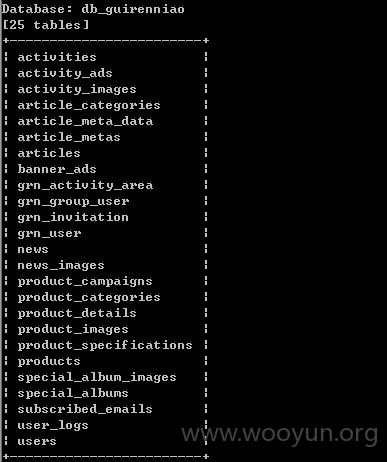 Database: db_guirenniao
[25 tables]
+-------------------------+
¦ activities ¦
¦ activity_ads ¦
¦ activity_images ¦
¦ article_categories ¦
¦ article_meta_data ¦
¦ article_metas ¦
¦ articles ¦
¦ banner_ads ¦
¦ grn_activity_area ¦
¦ grn_group_user ¦
¦ grn_invitation ¦
¦ grn_user ¦
¦ news ¦
¦ news_images ¦
¦ product_campaigns ¦
¦ product_categories ¦
¦ product_details ¦
¦ product_images ¦
¦ product_specifications ¦
¦ products ¦
¦ special_album_images ¦
¦ special_albums ¦
¦ subscribed_emails ¦
¦ user_logs ¦
¦ users ¦
+-------------------------+
www.wooyun.org